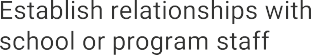 Establish relationships with
school or program staff